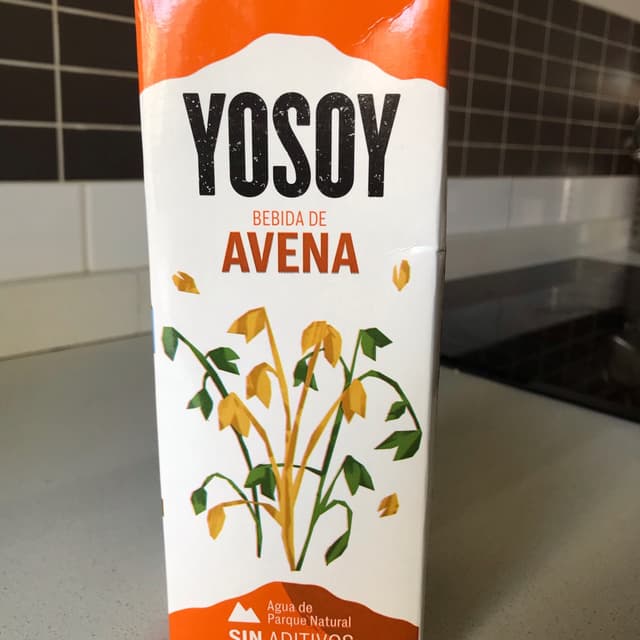 YOSOY
BEBIDA DE
AVENA
Agua de
Parque Natural
SIN ADITIVOS